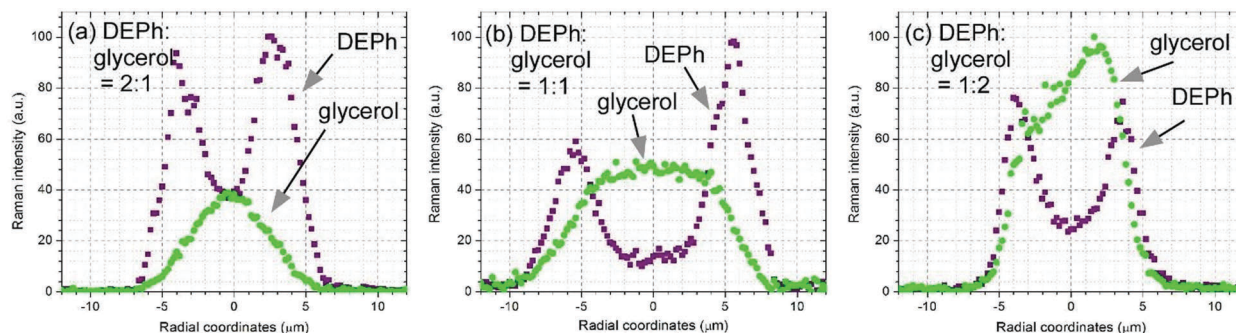 (a) DEPh:
glycerol
= 2:1
DEPh
glycerol
Raman intensity (a.u.)
100
80
60
40
20
0
-10 -5 0 5 10
Radial coordinates (μm)
(b) DEPh:
glycerol
= 1:1
DEPh
glycerol
Raman intensity (a.u.)
100
80
60
40
20
0
-10 -5 0 5 10
Radial coordinates (μm)
(c) DEPh:
glycerol
= 1:2
glycerol
DEPh
Raman intensity (a.u.)
100
80
60
40
20
0
-10 -5 0 5 10
Radial coordinates (μm)